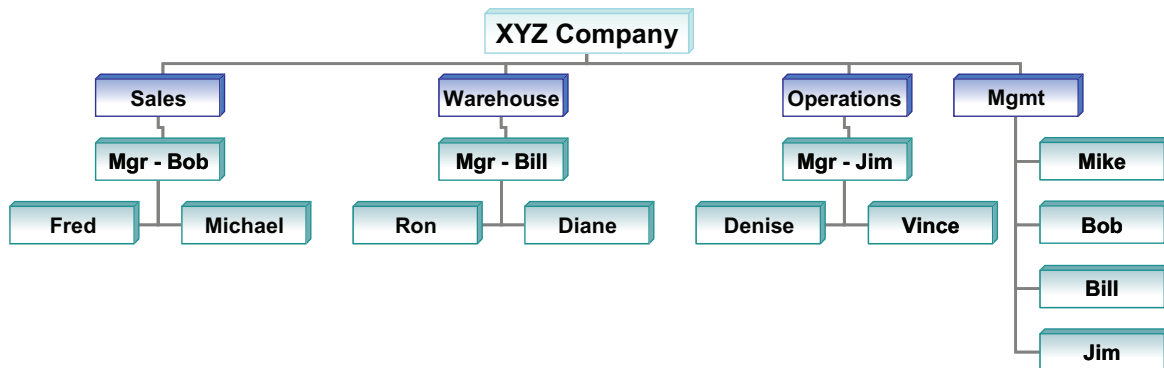 XYZ Company
Sales
Warehouse
Operations
Mgmt
Mgr - Bob
Mgr - Bill
Mgr - Jim
Mike
Fred
Michael
Ron
Diane
Denise
Vince
Bob
Bill
Jim